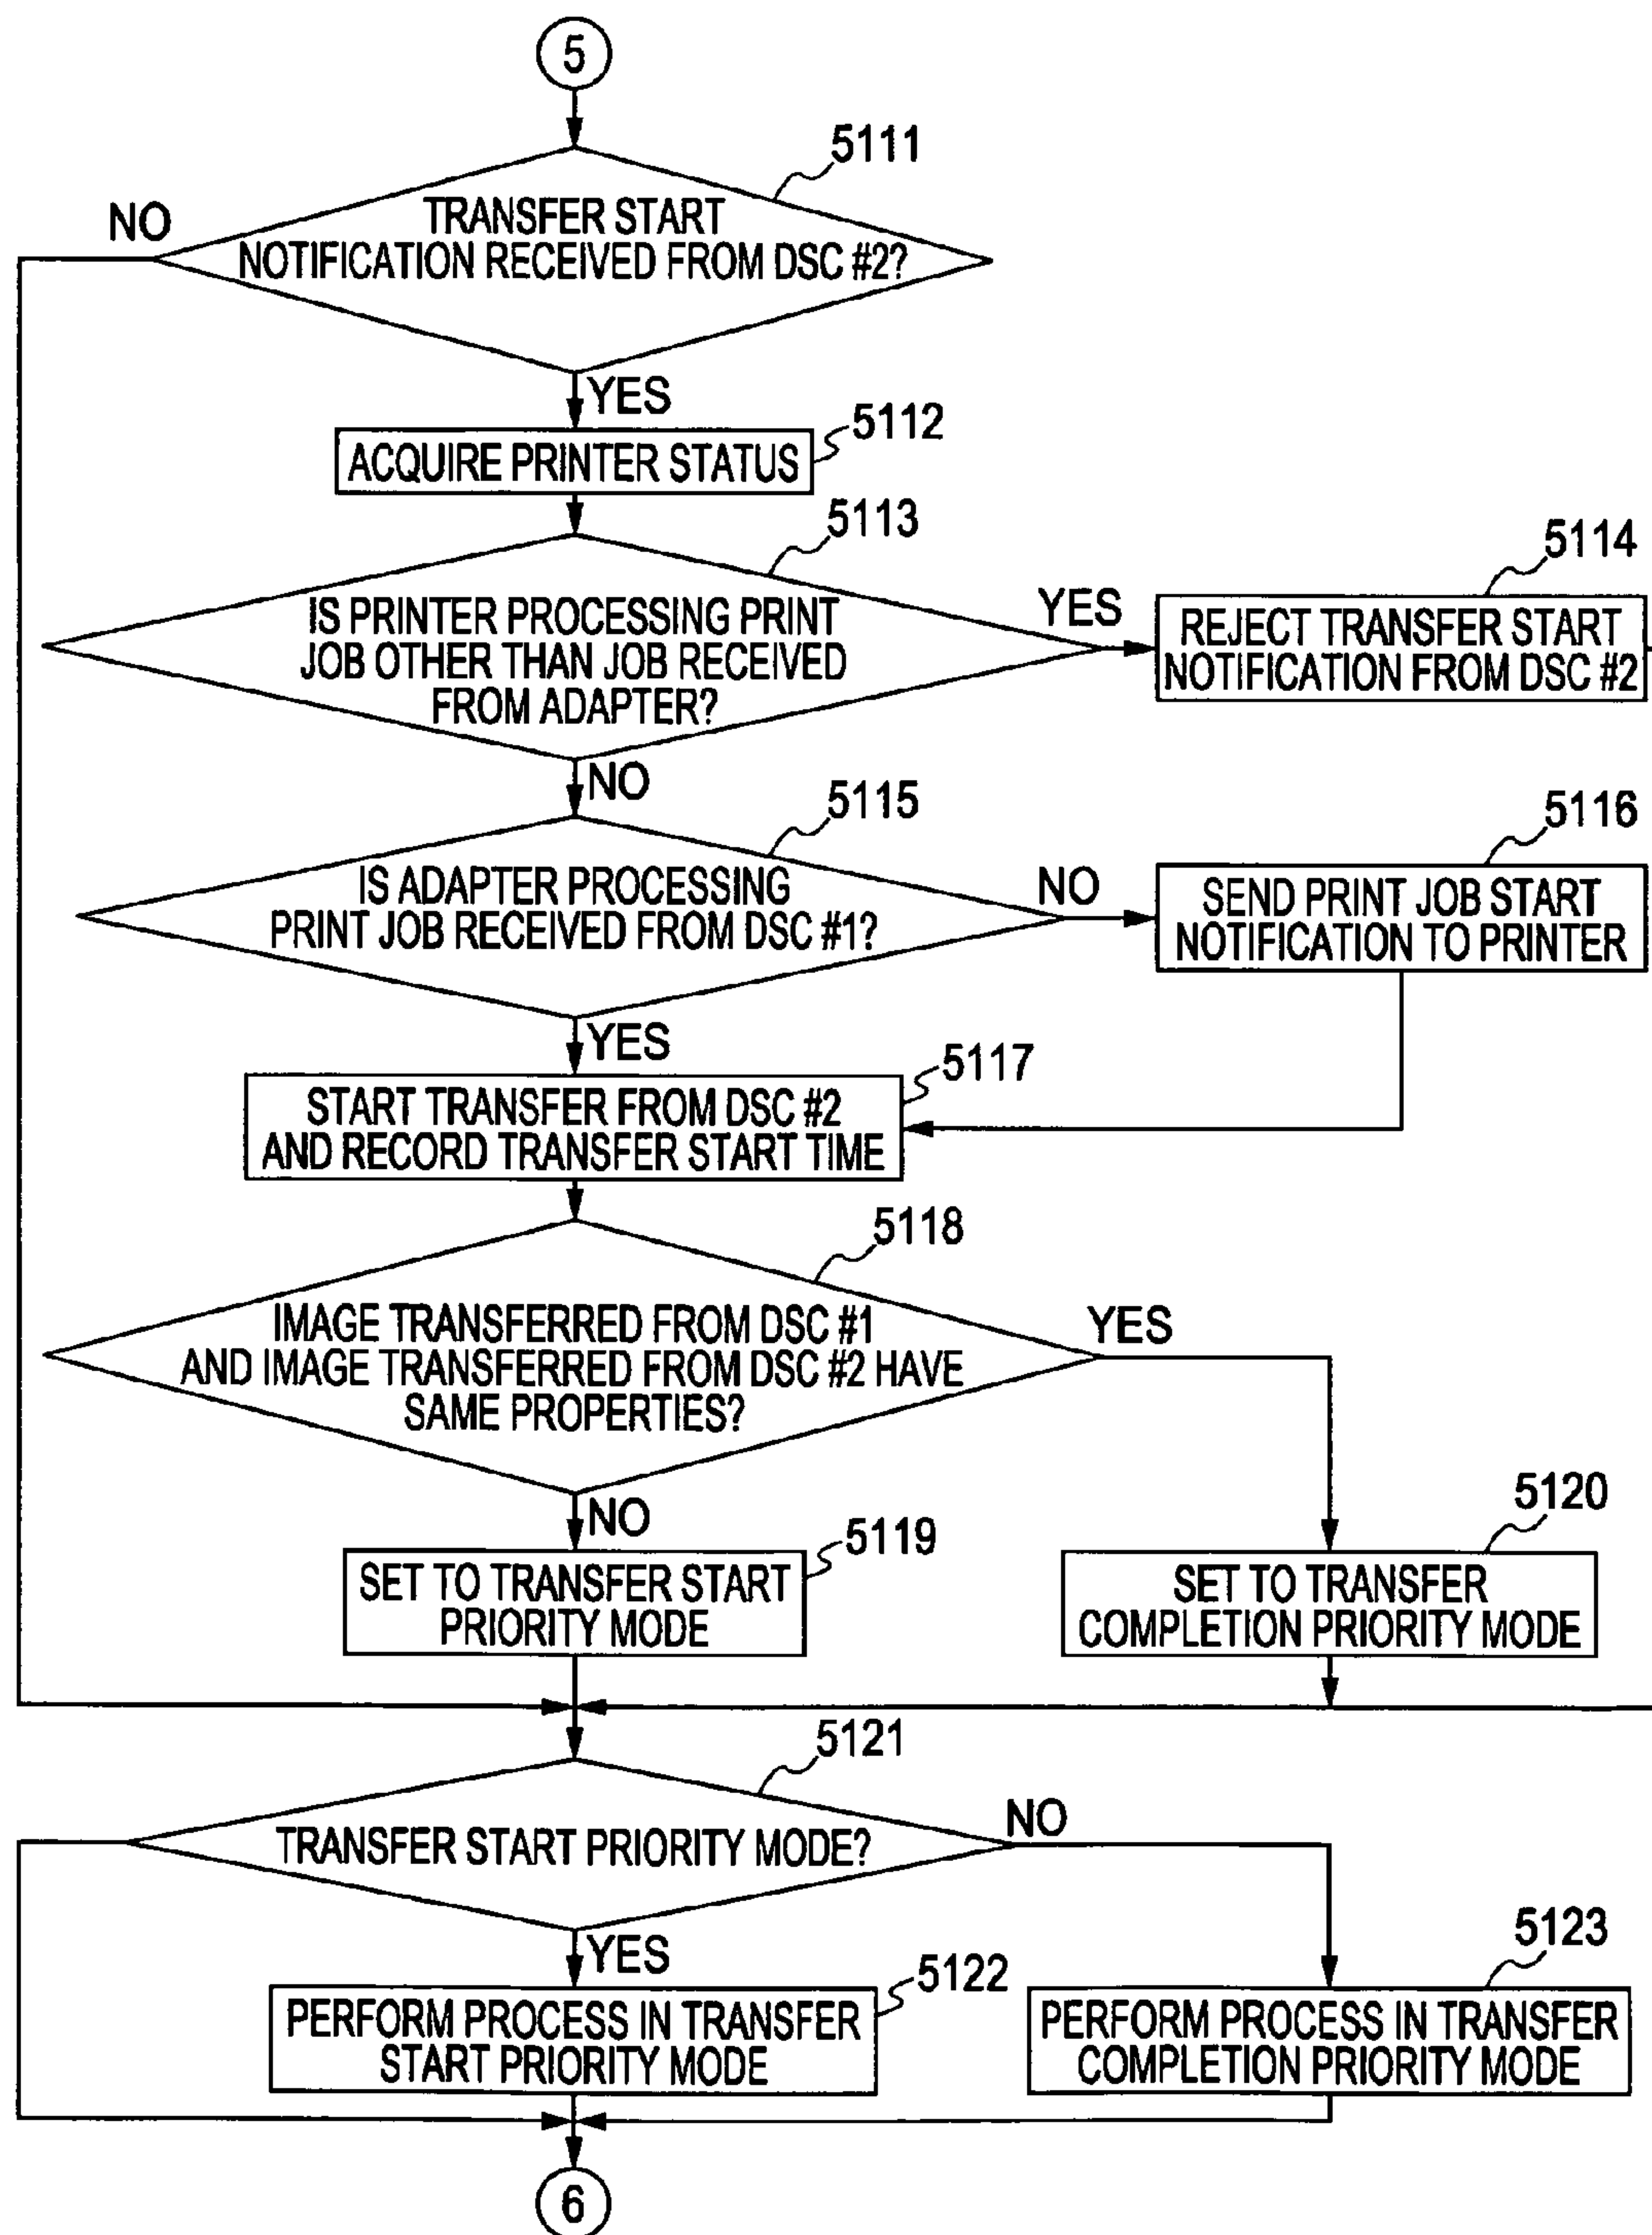 5
5111
NO
TRANSFER START
NOTIFICATION RECEIVED FROM DSC #2?
YES
5112
ACQUIRE PRINTER STATUS
5113
5114
IS PRINTER PROCESSING PRINT
JOB OTHER THAN JOB RECEIVED
FROM ADAPTER?
YES
REJECT TRANSFER START
NOTIFICATION FROM DSC #2
NO
5115
5116
IS ADAPTER PROCESSING
PRINT JOB RECEIVED FROM DSC #1?
NO
SEND PRINT JOB START
NOTIFICATION TO PRINTER
YES
5117
START TRANSFER FROM DSC #2
AND RECORD TRANSFER START TIME
5118
IMAGE TRANSFERRED FROM DSC #1
AND IMAGE TRANSFERRED FROM DSC #2 HAVE
SAME PROPERTIES?
YES
NO
5119
5120
SET TO TRANSFER START
PRIORITY MODE
SET TO TRANSFER
COMPLETION PRIORITY MODE
5121
TRANSFER START PRIORITY MODE?
NO
YES
5122
5123
PERFORM PROCESS IN TRANSFER
START PRIORITY MODE
PERFORM PROCESS IN TRANSFER
COMPLETION PRIORITY MODE
6